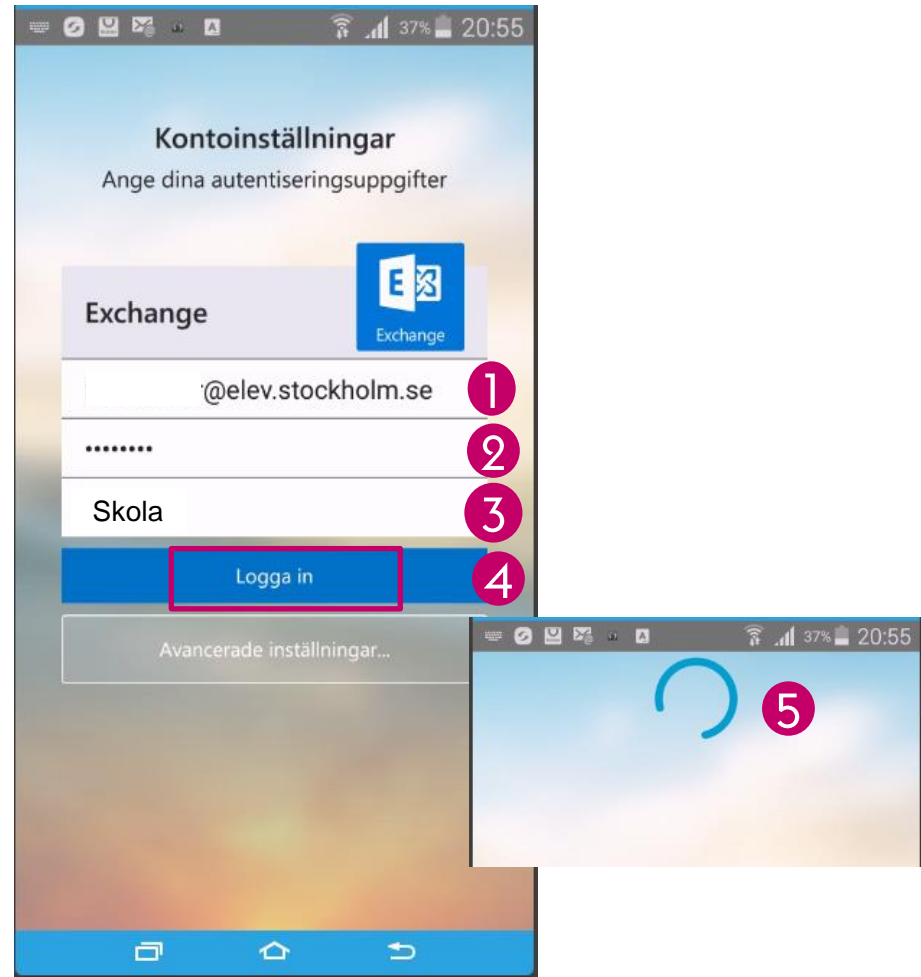 37% 20:55
Kontoinställningar
Ange dina autentiseringsuppgifter
Exchange
E
Exchange
@elev.stockholm.se 1
•••••••• 2
Skola 3
Logga in 4
Avancerade inställningar...
37% 20:55
5